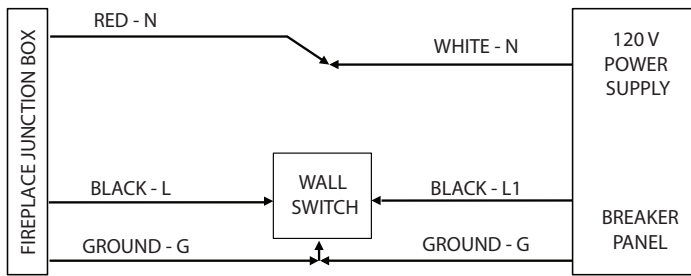 FIREPLACE JUNCTION BOX
RED - N
WHITE - N
120 V
POWER
SUPPLY
BLACK - L
WALL
SWITCH
BLACK - L1
BREAKER
PANEL
GROUND - G
GROUND - G